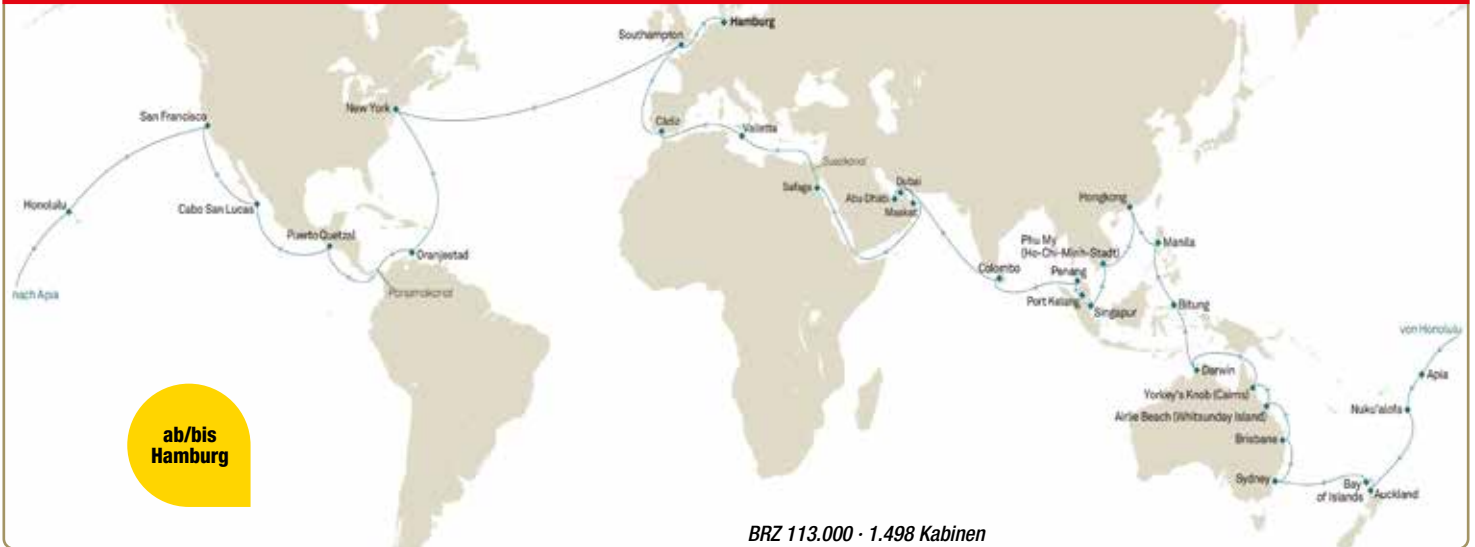 Hamburg
Southampton
New York
San Francisco
Cádiz
Valletta
Suezkanal
Safaga
Dubai
Abu Dhabi
Maskat
Hongkong
Honolulu
Cabo San Lucas
Puerto Quetzal
Oranjestad
Panamakanal
nach Apia
Phu My
(Ho-Chi-Minh-Stadt)
Manila
Colombo
Penang
Port Kelang
Singapur
Bitung
von Honolulu
Darwin
Apia
Yorkey's Knob (Cairns)
Nuku'alofa
Airlie Beach (Whitsunday Island)
Brisbane
Sydney
Bay
of Islands
Auckland
ab/bis
Hamburg
BRZ 113.000 · 1.498 Kabinen